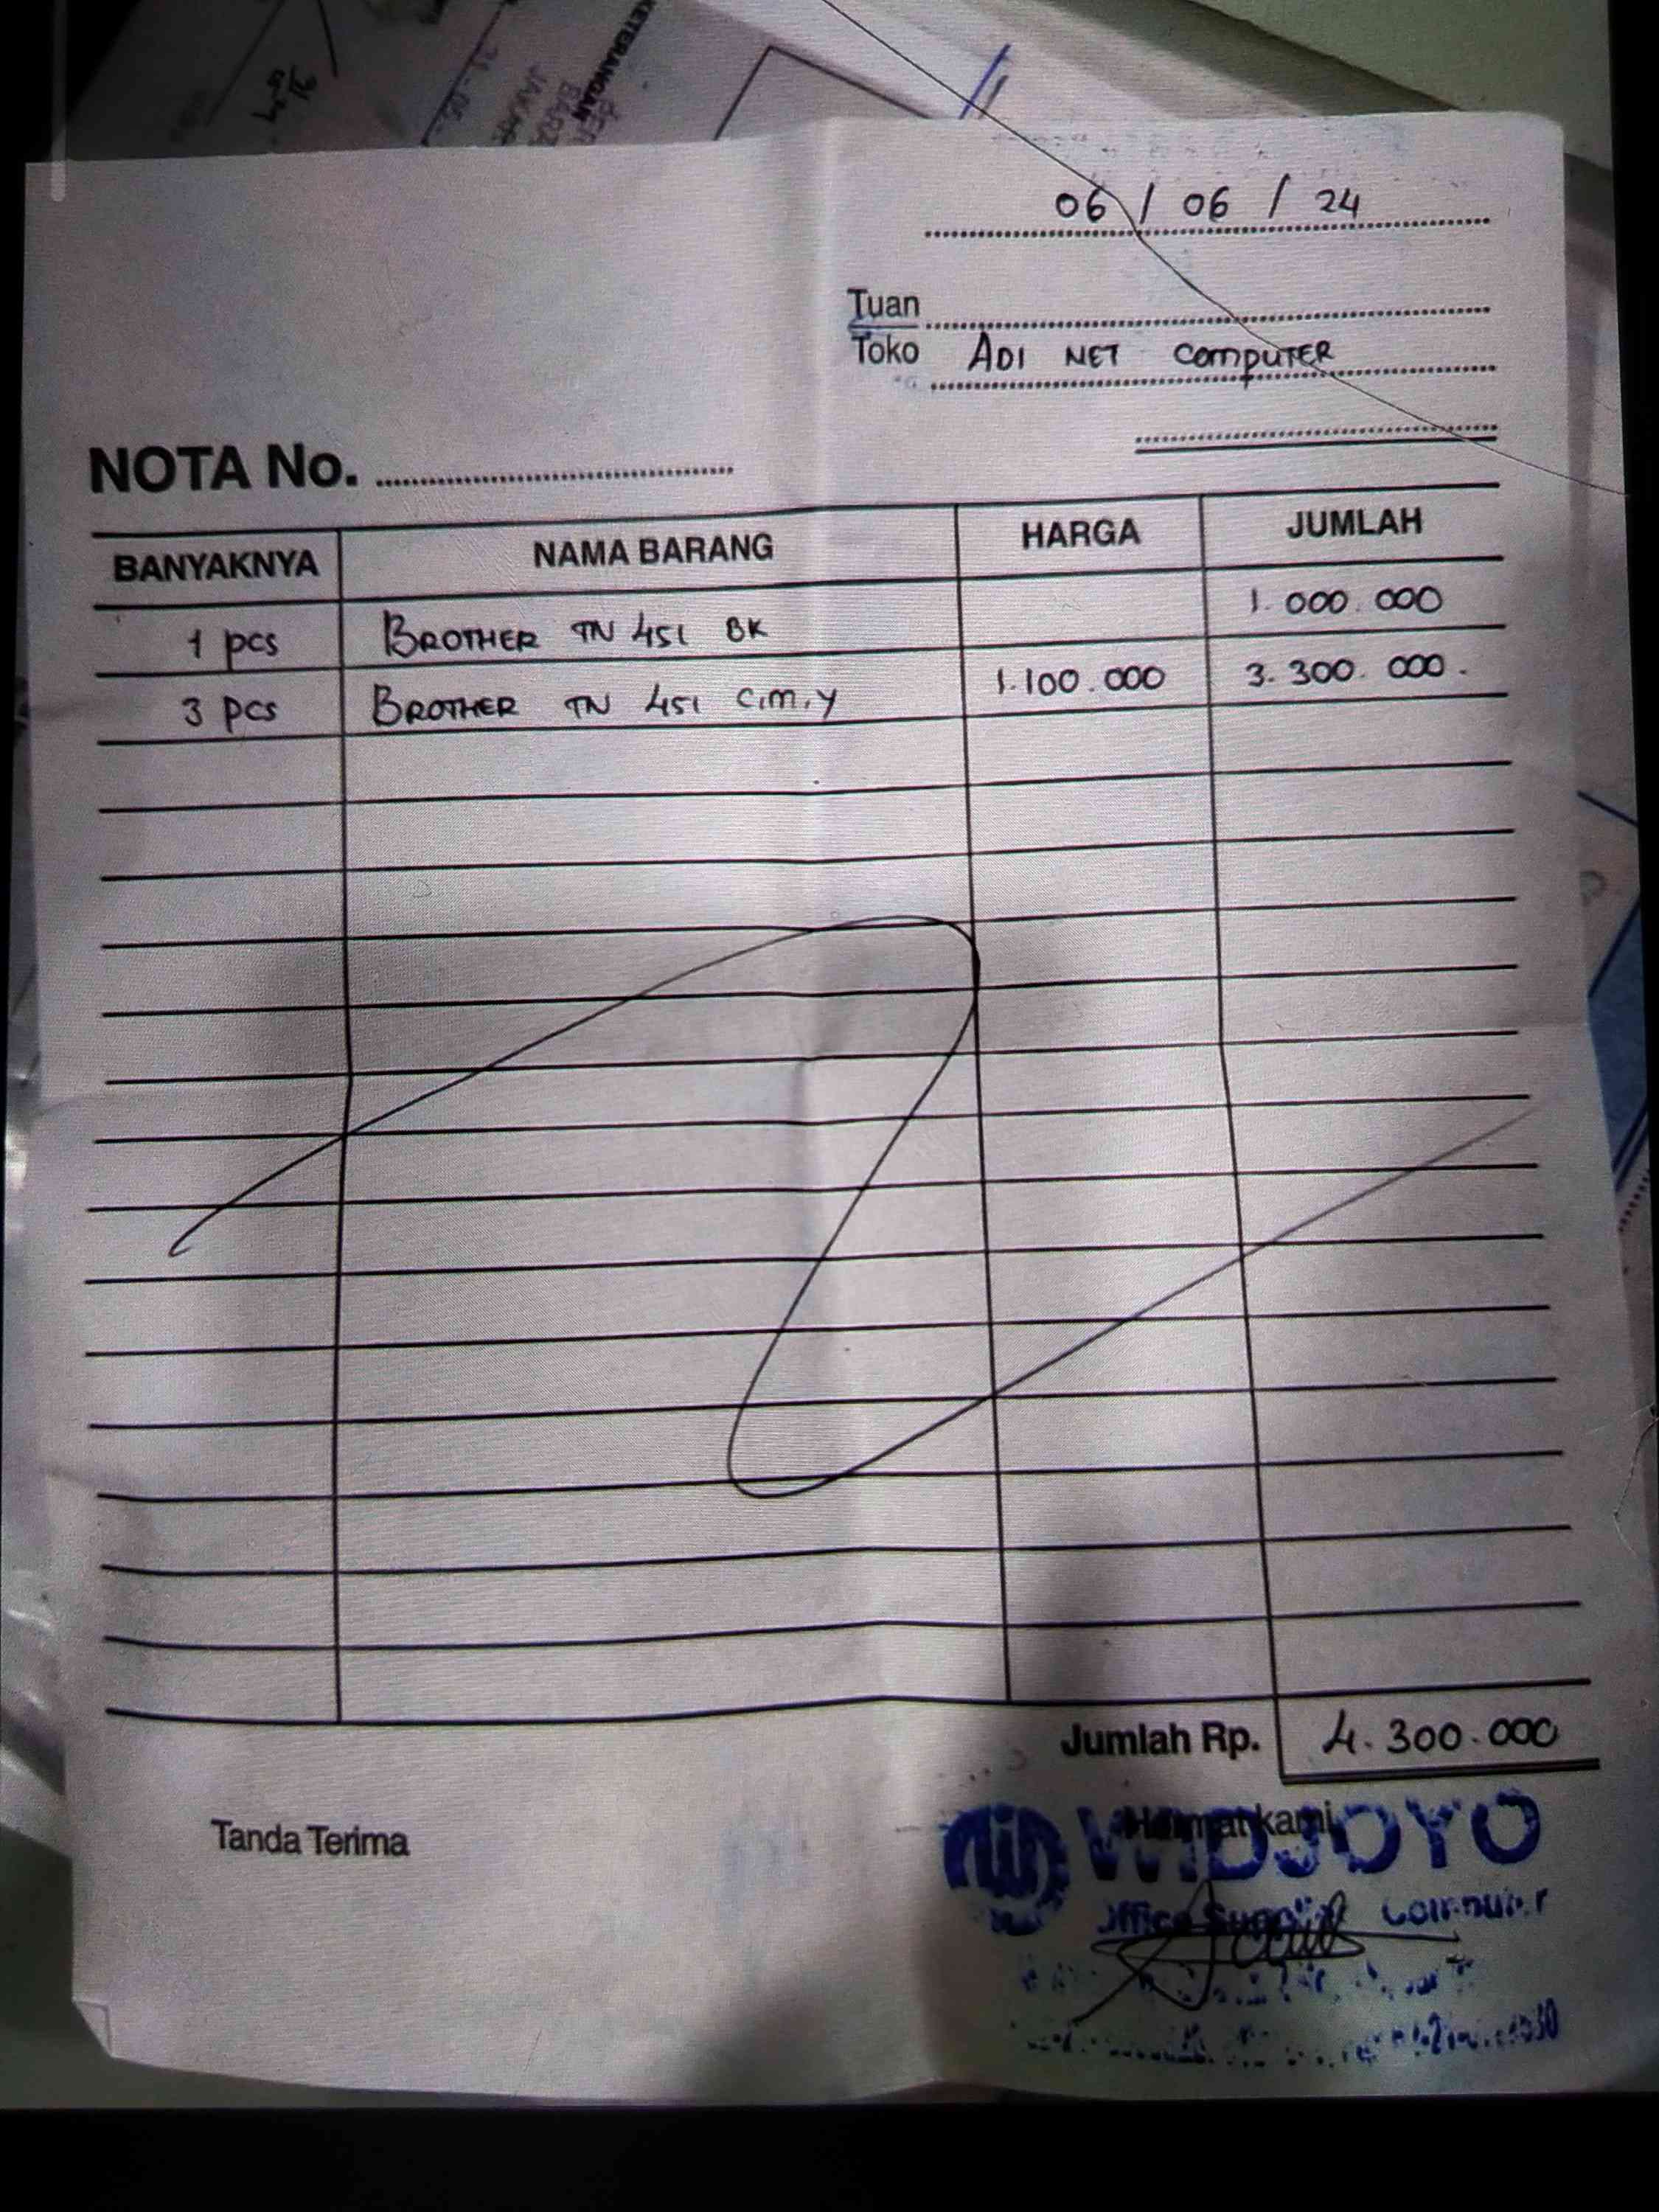 KETERANGAN
06 / 06 / 24
Tuan
Toko ADI NET COMPUTER
NOTA No.
BANYAKNYA NAMA BARANG HARGA JUMLAH
1 pcs BROTHER TN 451 BK 1.000.000
3 pcs BROTHER TN 451 C,M,Y 1.100.000 3.300.000.
Jumlah Rp. 4.300.000
Tanda Terima Hormat kami
WIDJOYO
Office Computer